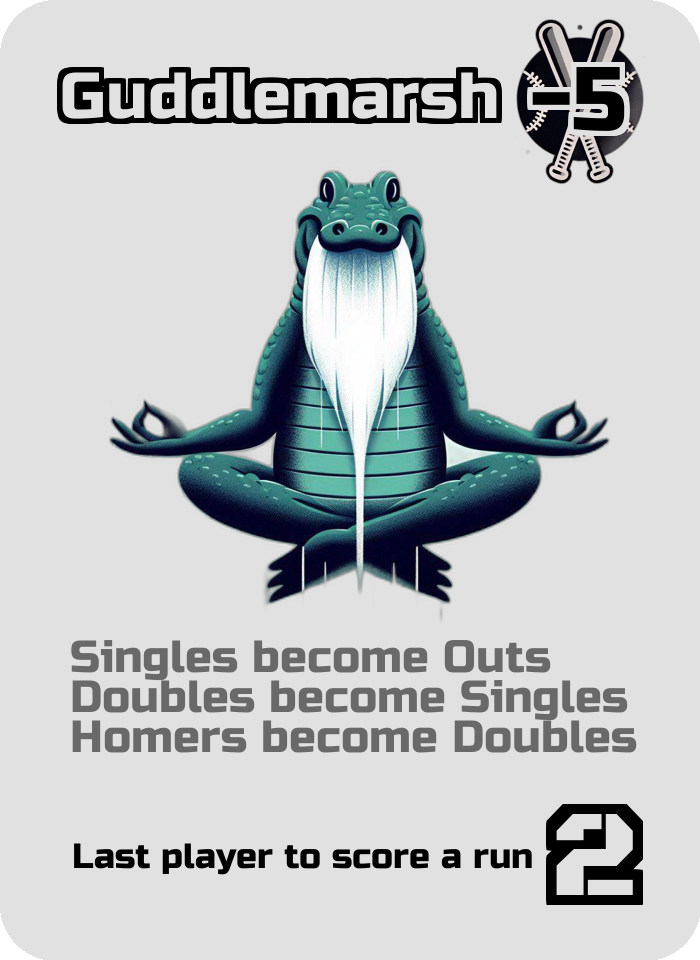 Guddlemarsh
-5
Singles become Outs
Doubles become Singles
Homers become Doubles
Last player to score a run
2